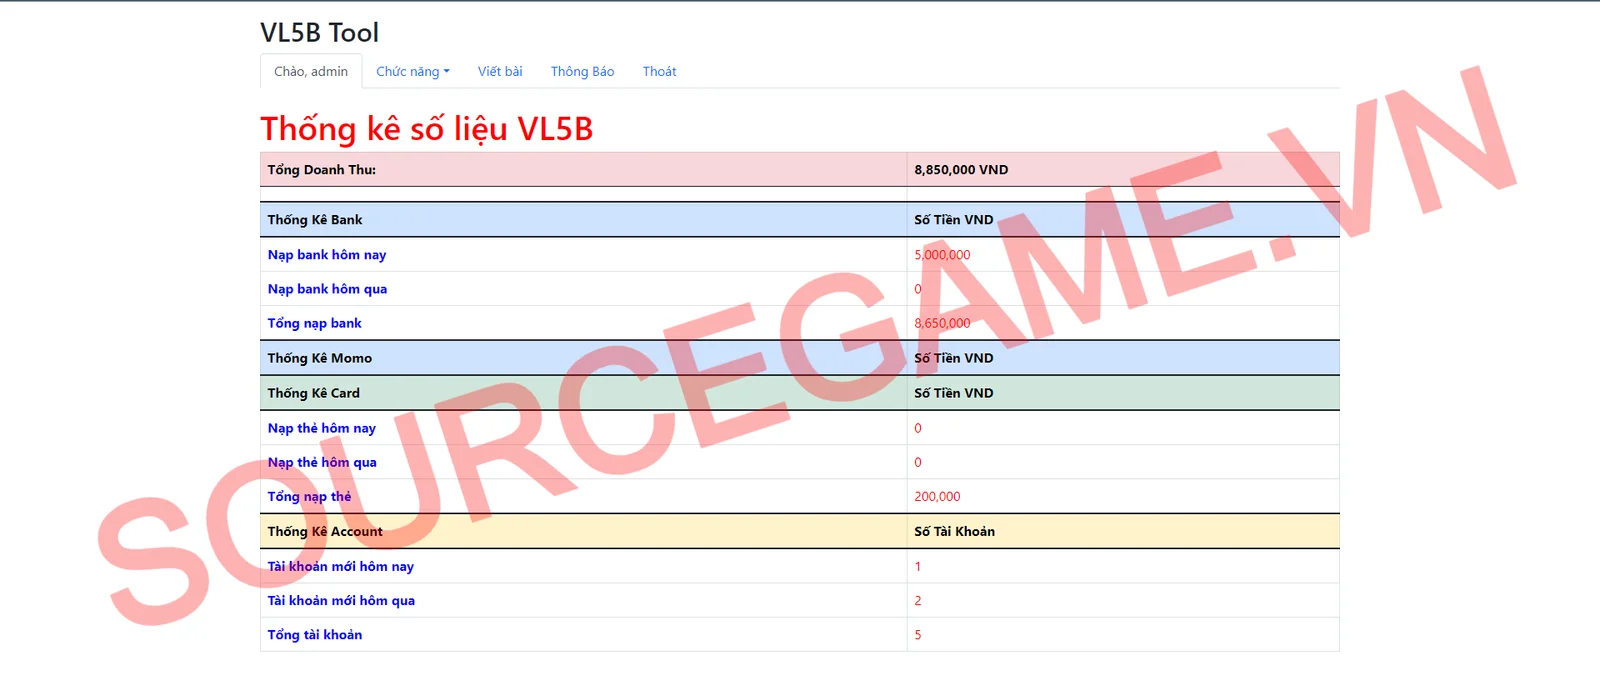 VL5B Tool
Chào, admin Chức năng Viết bài Thông Báo Thoát
Thống kê số liệu VL5B
Tổng Doanh Thu: 8,850,000 VND
Thống Kê Bank Số Tiền VND
Nạp bank hôm nay 5,000,000
Nạp bank hôm qua 0
Tổng nạp bank 8,650,000
Thống Kê Momo Số Tiền VND
Thống Kê Card Số Tiền VND
Nạp thẻ hôm nay 0
Nạp thẻ hôm qua 0
Tổng nạp thẻ 200,000
Thống Kê Account Số Tài Khoản
Tài khoản mới hôm nay 1
Tài khoản mới hôm qua 2
Tổng tài khoản 5
SOURCEGAME.VN